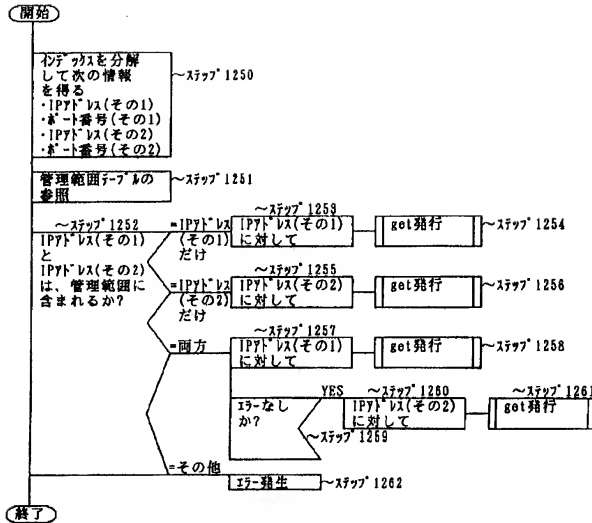 開始
インデックスを分解
して次の情報
を得る
・IPアドレス(その1)
・ポート番号(その1)
・IPアドレス(その2)
・ポート番号(その2)
～ステップ1250
管理範囲テーブルの
参照
～ステップ1251
～ステップ1252
IPアドレス(その1)
と
IPアドレス(その2)
は、管理範囲に
含まれるか?
=IPアドレス
(その1)
だけ
～ステップ1253
IPアドレス(その1)
に対して
get発行
～ステップ1254
=IPアドレス
(その2)
だけ
～ステップ1255
IPアドレス(その2)
に対して
get発行
～ステップ1256
=両方
～ステップ1257
IPアドレス(その1)
に対して
get発行
～ステップ1258
エラーなし
か?
YES
～ステップ1259
～ステップ1260
IPアドレス(その2)
に対して
～ステップ1261
get発行
=その他
エラー発生
～ステップ1262
終了